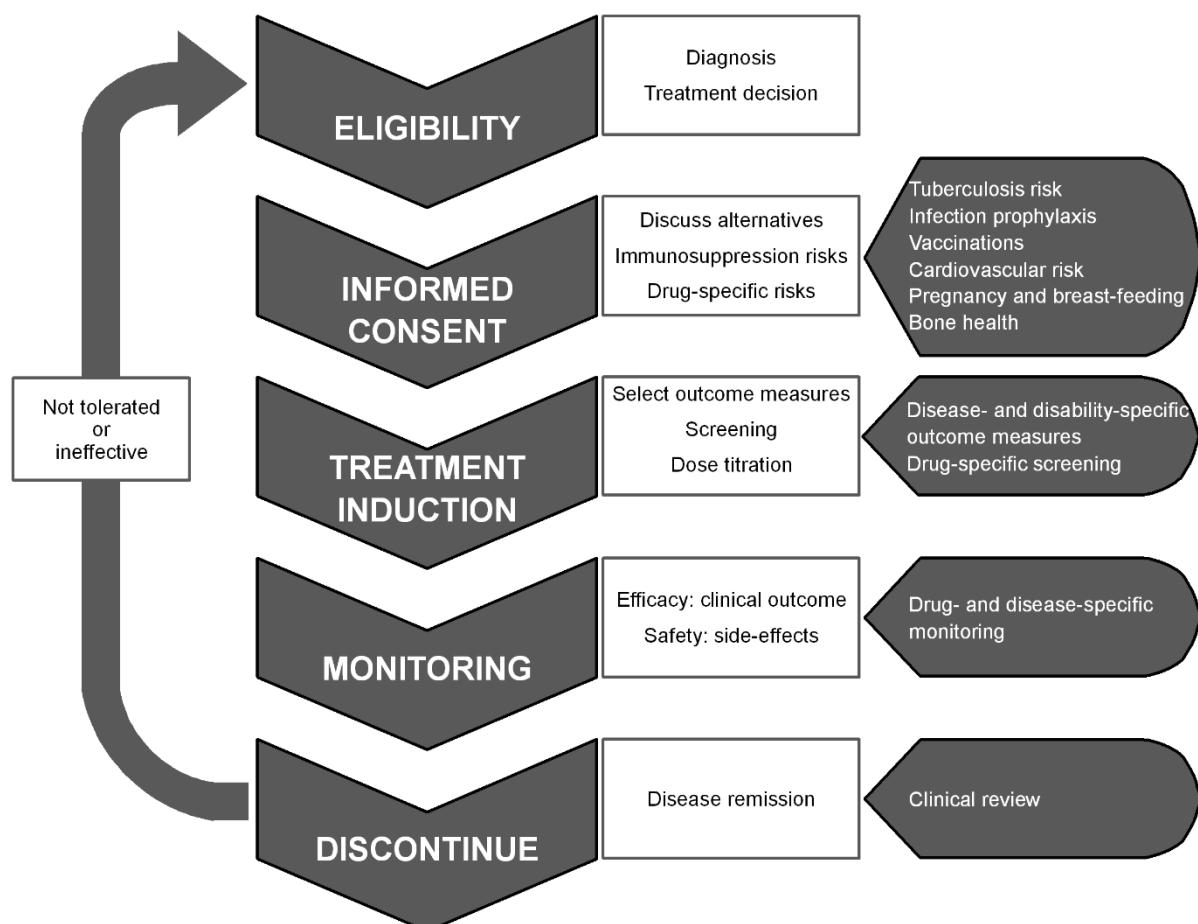 ELIGIBILITY
Diagnosis
Treatment decision
INFORMED
CONSENT
Discuss alternatives
Immunosuppression risks
Drug-specific risks
Tuberculosis risk
Infection prophylaxis
Vaccinations
Cardiovascular risk
Pregnancy and breast-feeding
Bone health
TREATMENT
INDUCTION
Select outcome measures
Screening
Dose titration
Disease- and disability-specific
outcome measures
Drug-specific screening
MONITORING
Efficacy: clinical outcome
Safety: side-effects
Drug- and disease-specific
monitoring
DISCONTINUE
Disease remission
Clinical review
Not tolerated
or
ineffective